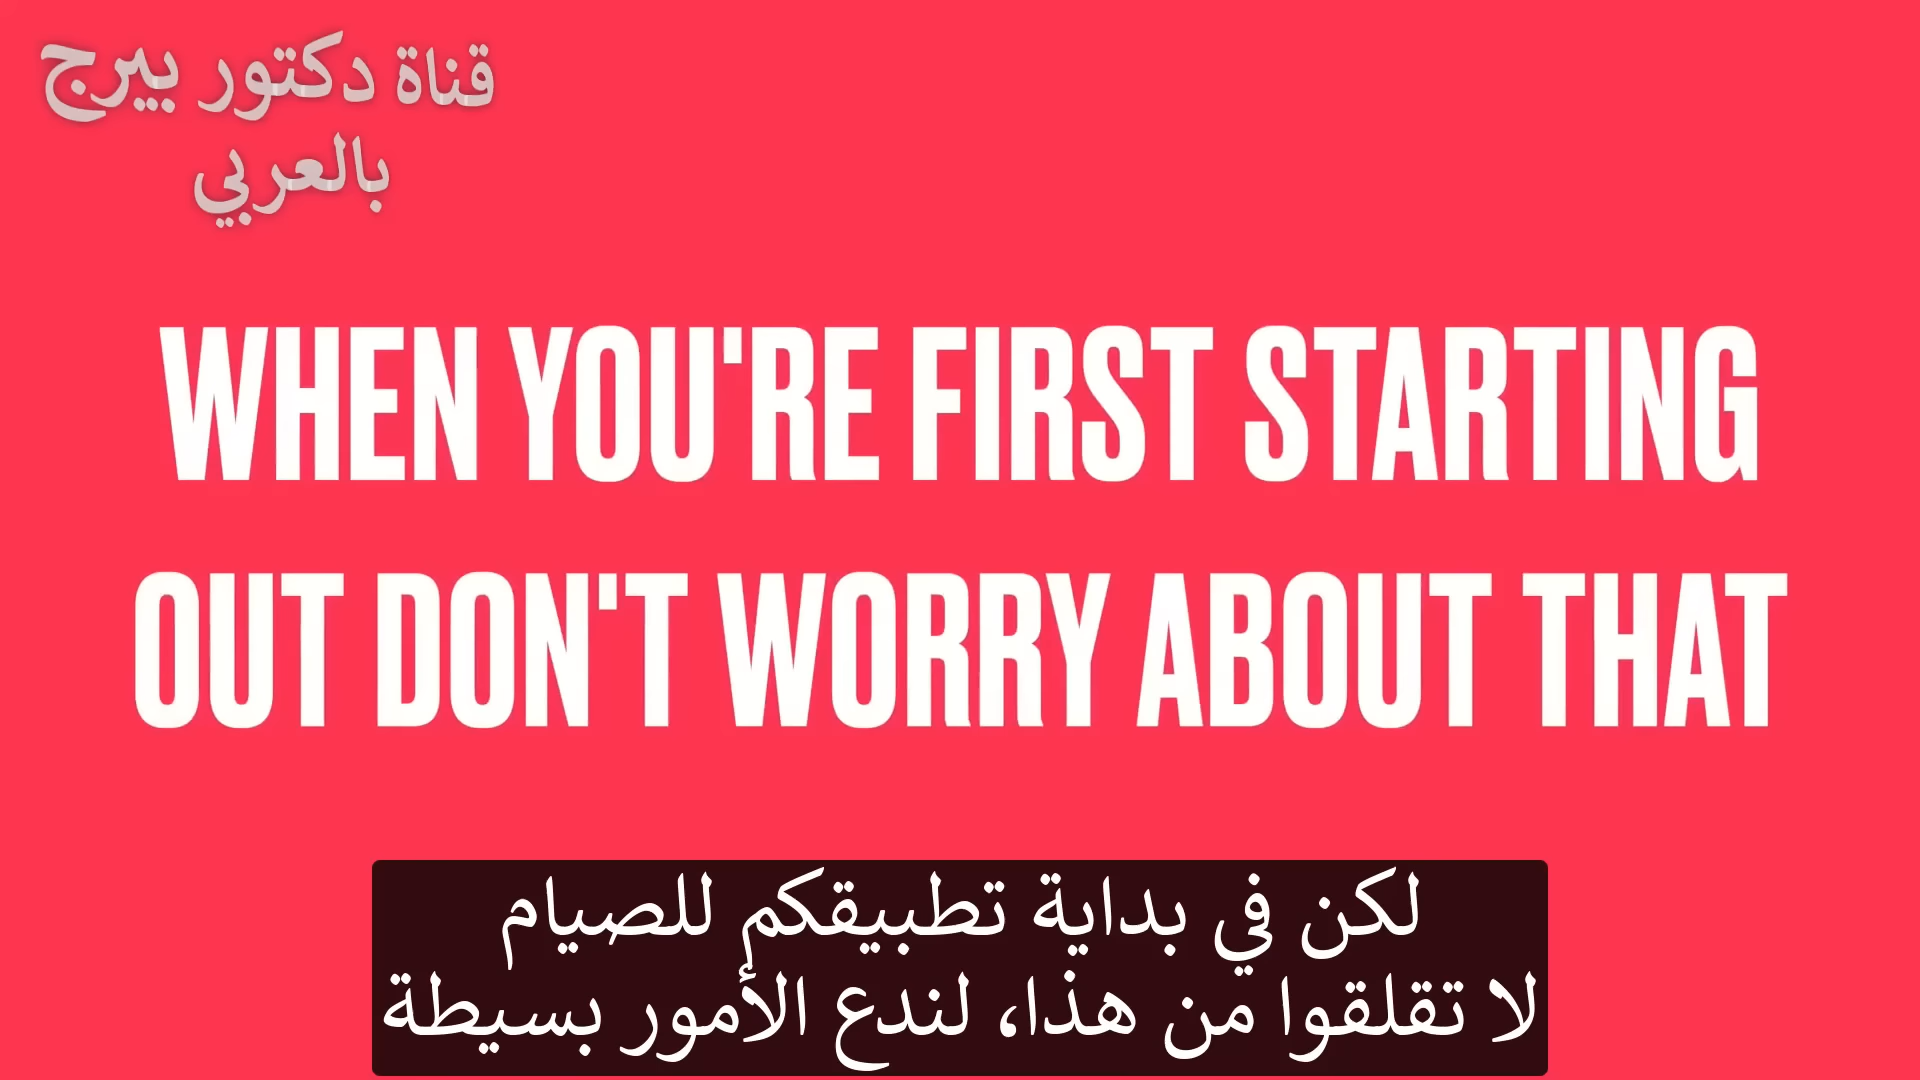 قناة دكتور بيرج
بالعربي
WHEN YOU'RE FIRST STARTING
OUT DON'T WORRY ABOUT THAT
لكن في بداية تطبيقكم للصيام
لا تقلقوا من هذا، لندع الأمور بسيطة